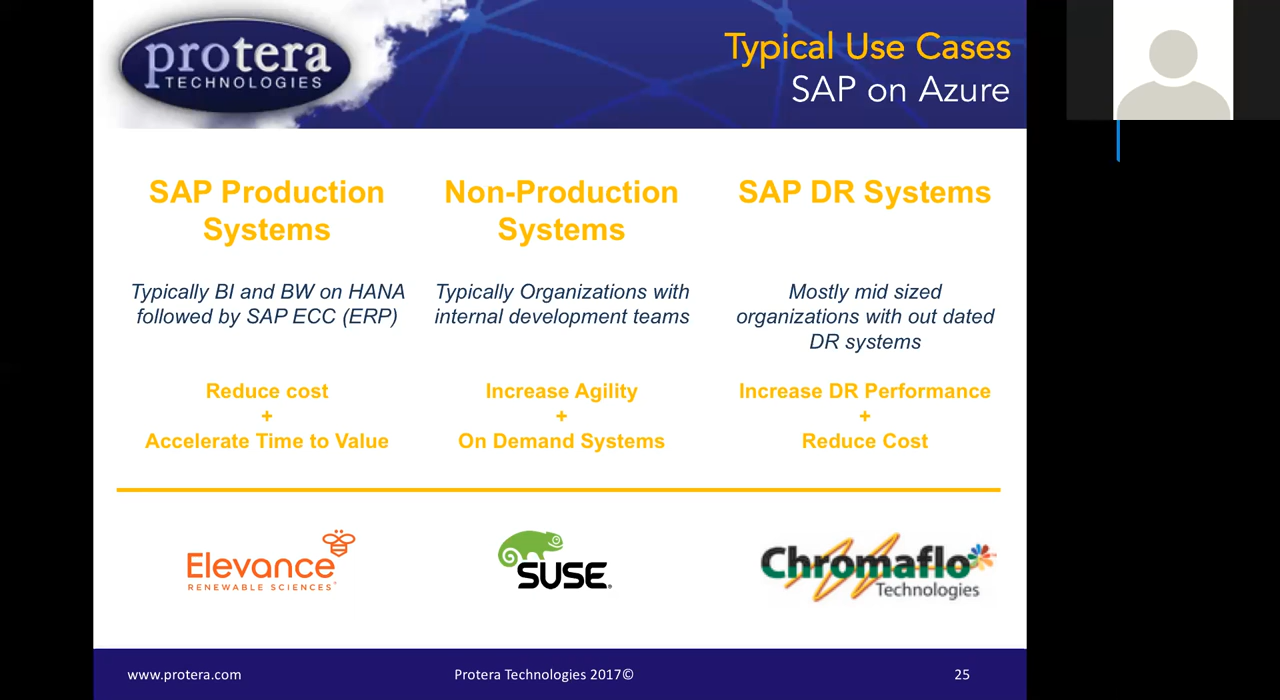 protera
TECHNOLOGIES
Typical Use Cases
SAP on Azure
SAP Production
Systems
Typically BI and BW on HANA
followed by SAP ECC (ERP)
Reduce cost
+
Accelerate Time to Value
Non-Production
Systems
Typically Organizations with
internal development teams
Increase Agility
+
On Demand Systems
SAP DR Systems
Mostly mid sized
organizations with out dated
DR systems
Increase DR Performance
+
Reduce Cost
Elevance
RENEWABLE SCIENCES
SUSE®
Chromaflo
Technologies
www.protera.com
Protera Technologies 2017©
25